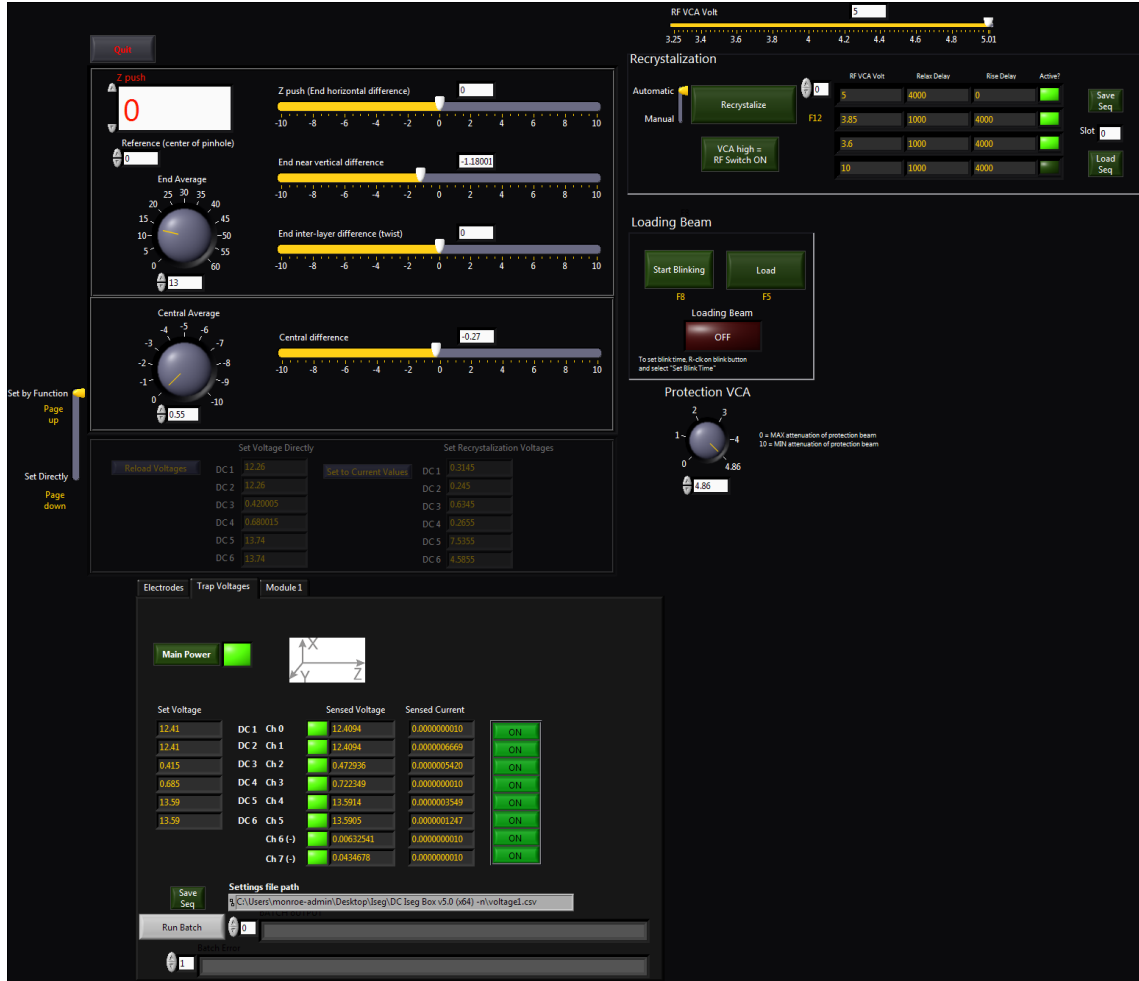 RF VCA Volt 5
3.25 3.4 3.6 3.8 4 4.2 4.4 4.6 4.8 5.01
Quit
Z push
0
Reference (center of pinhole)
0
End Average
0 5 10 15 20 25 30 35 40 45 50 55 60
13
Z push (End horizontal difference) 0
-10 -8 -6 -4 -2 0 2 4 6 8 10
End near vertical difference -1.18001
-10 -8 -6 -4 -2 0 2 4 6 8 10
End inter-layer difference (twist) 0
-10 -8 -6 -4 -2 0 2 4 6 8 10
Central Average
0 -1 -2 -3 -4 -5 -6 -7 -8 -9 -10
0.55
Central difference -0.27
-10 -8 -6 -4 -2 0 2 4 6 8 10
Set by Function
Page
up
Set Directly
Page
down
Set Voltage Directly
Reload Voltages
DC 1 12.26
DC 2 12.26
DC 3 0.420005
DC 4 0.680015
DC 5 13.74
DC 6 13.74
Set Recrystalization Voltages
Set to Current Values
DC 1 0.3145
DC 2 0.245
DC 3 0.6345
DC 4 0.2655
DC 5 7.5355
DC 6 4.5855
Recrystalization
Automatic
Manual
Recrystalize
F12
0
VCA high =
RF Switch ON
RF VCA Volt Relax Delay Rise Delay Active?
5 4000 0
3.85 1000 4000
3.6 1000 4000
10 1000 4000
Save
Seq
Slot 0
Load
Seq
Loading Beam
Start Blinking Load
F8 F5
Loading Beam
OFF
To set blink time, R-clk on blink button
and select "Set Blink Time"
Protection VCA
0 1 2 3 4 4.86
4.86
0 = MAX attenuation of protection beam
10 = MIN attenuation of protection beam
Electrodes Trap Voltages Module 1
Main Power
X
Y Z
Set Voltage Sensed Voltage Sensed Current
12.41 DC 1 Ch 0 12.4094 0.0000000010 ON
12.41 DC 2 Ch 1 12.4094 0.0000006669 ON
0.415 DC 3 Ch 2 0.472936 0.0000005420 ON
0.685 DC 4 Ch 3 0.722349 0.0000000010 ON
13.59 DC 5 Ch 4 13.5914 0.0000003549 ON
13.59 DC 6 Ch 5 13.5905 0.0000001247 ON
Ch 6 (-) 0.00632541 0.0000000010 ON
Ch 7 (-) 0.0434678 0.0000000010 ON
Save
Seq
Settings file path
C:\Users\monroe-admin\Desktop\Iseg\DC Iseg Box v5.0 (x64) -n\voltage1.csv
Run Batch 0
Batch Error
1